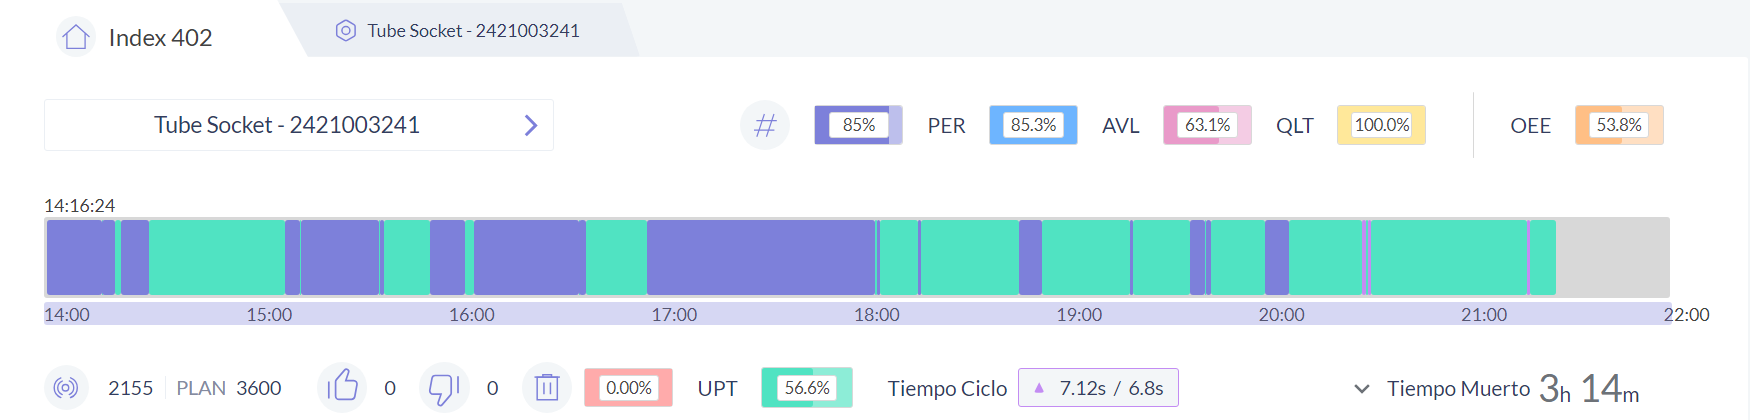 Index 402
Tube Socket - 2421003241
Tube Socket - 2421003241
# 85% PER 85.3% AVL 63.1% QLT 100.0% OEE 53.8%
14:16:24
14:00 15:00 16:00 17:00 18:00 19:00 20:00 21:00 22:00
2155 PLAN 3600 0 0 0.00% UPT 56.6% Tiempo Ciclo 7.12s / 6.8s Tiempo Muerto 3h 14m